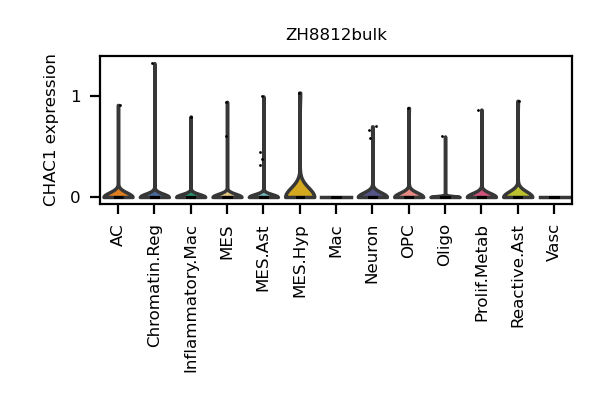 ZH8812bulk
CHAC1 expression
1
0
AC
Chromatin.Reg
Inflammatory.Mac
MES
MES.Ast
MES.Hyp
Mac
Neuron
OPC
Oligo
Prolif.Metab
Reactive.Ast
Vasc